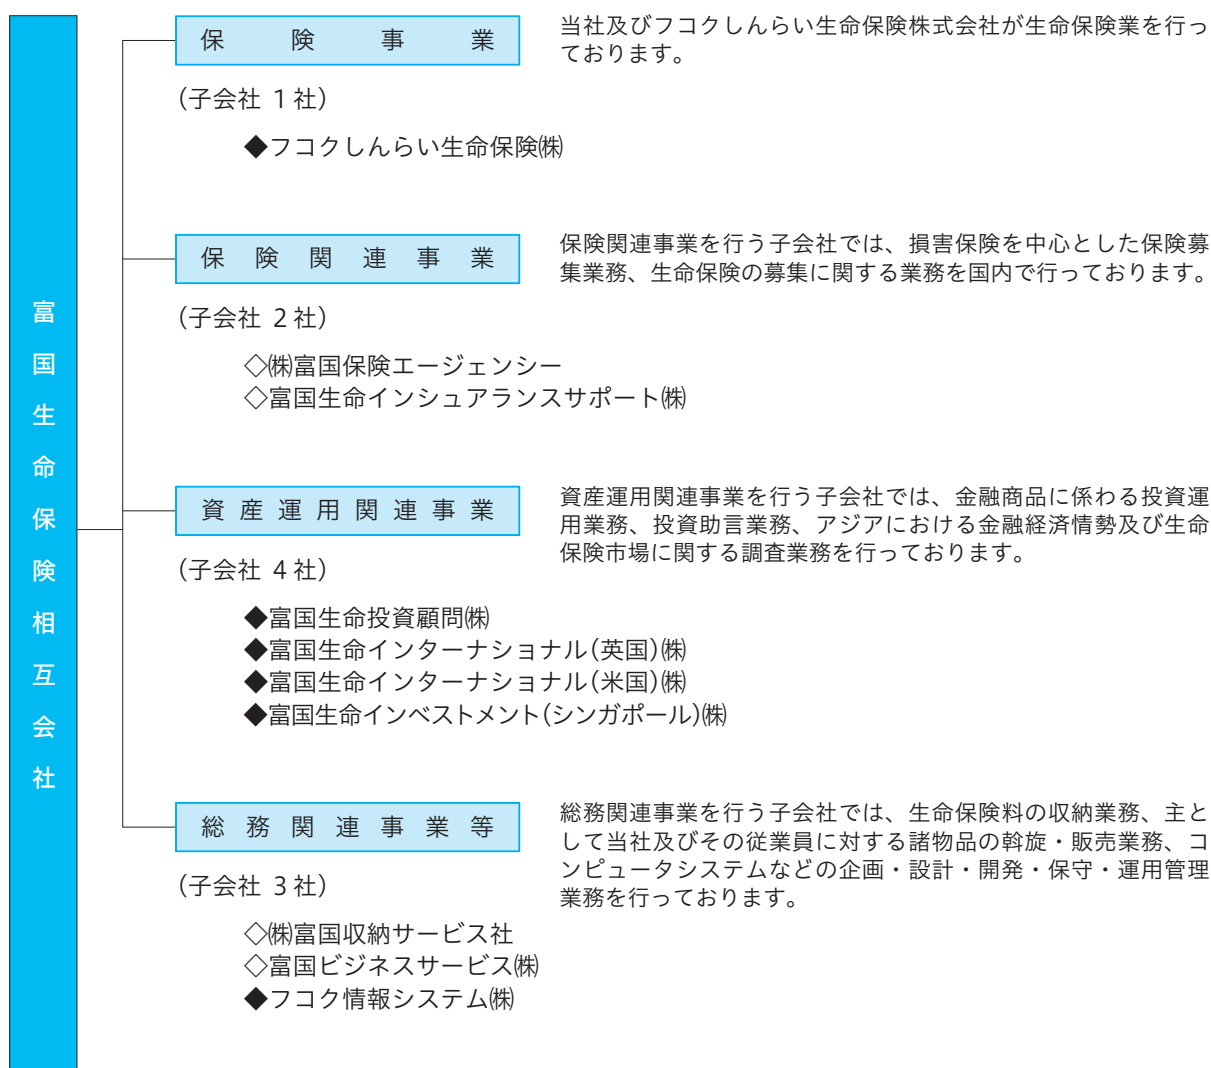 富国生命保険相互会社
保険事業
当社及びフコクしんらい生命保険株式会社が生命保険業を行っ
ております。
(子会社 1社)
◆フコクしんらい生命保険㈱
保険関連事業
保険関連事業を行う子会社では、損害保険を中心とした保険募
集業務、生命保険の募集に関する業務を国内で行っております。
(子会社 2社)
◇㈱富国保険エージェンシー
◇富国生命インシュアランスサポート㈱
資産運用関連事業
資産運用関連事業を行う子会社では、金融商品に係わる投資運
用業務、投資助言業務、アジアにおける金融経済情勢及び生命
保険市場に関する調査業務を行っております。
(子会社 4社)
◆富国生命投資顧問㈱
◆富国生命インターナショナル(英国)㈱
◆富国生命インターナショナル(米国)㈱
◆富国生命インベストメント(シンガポール)㈱
総務関連事業等
総務関連事業を行う子会社では、生命保険料の収納業務、主と
して当社及びその従業員に対する諸物品の斡旋・販売業務、コ
ンピュータシステムなどの企画・設計・開発・保守・運用管理
業務を行っております。
(子会社 3社)
◇㈱富国収納サービス社
◇富国ビジネスサービス㈱
◆フコク情報システム㈱